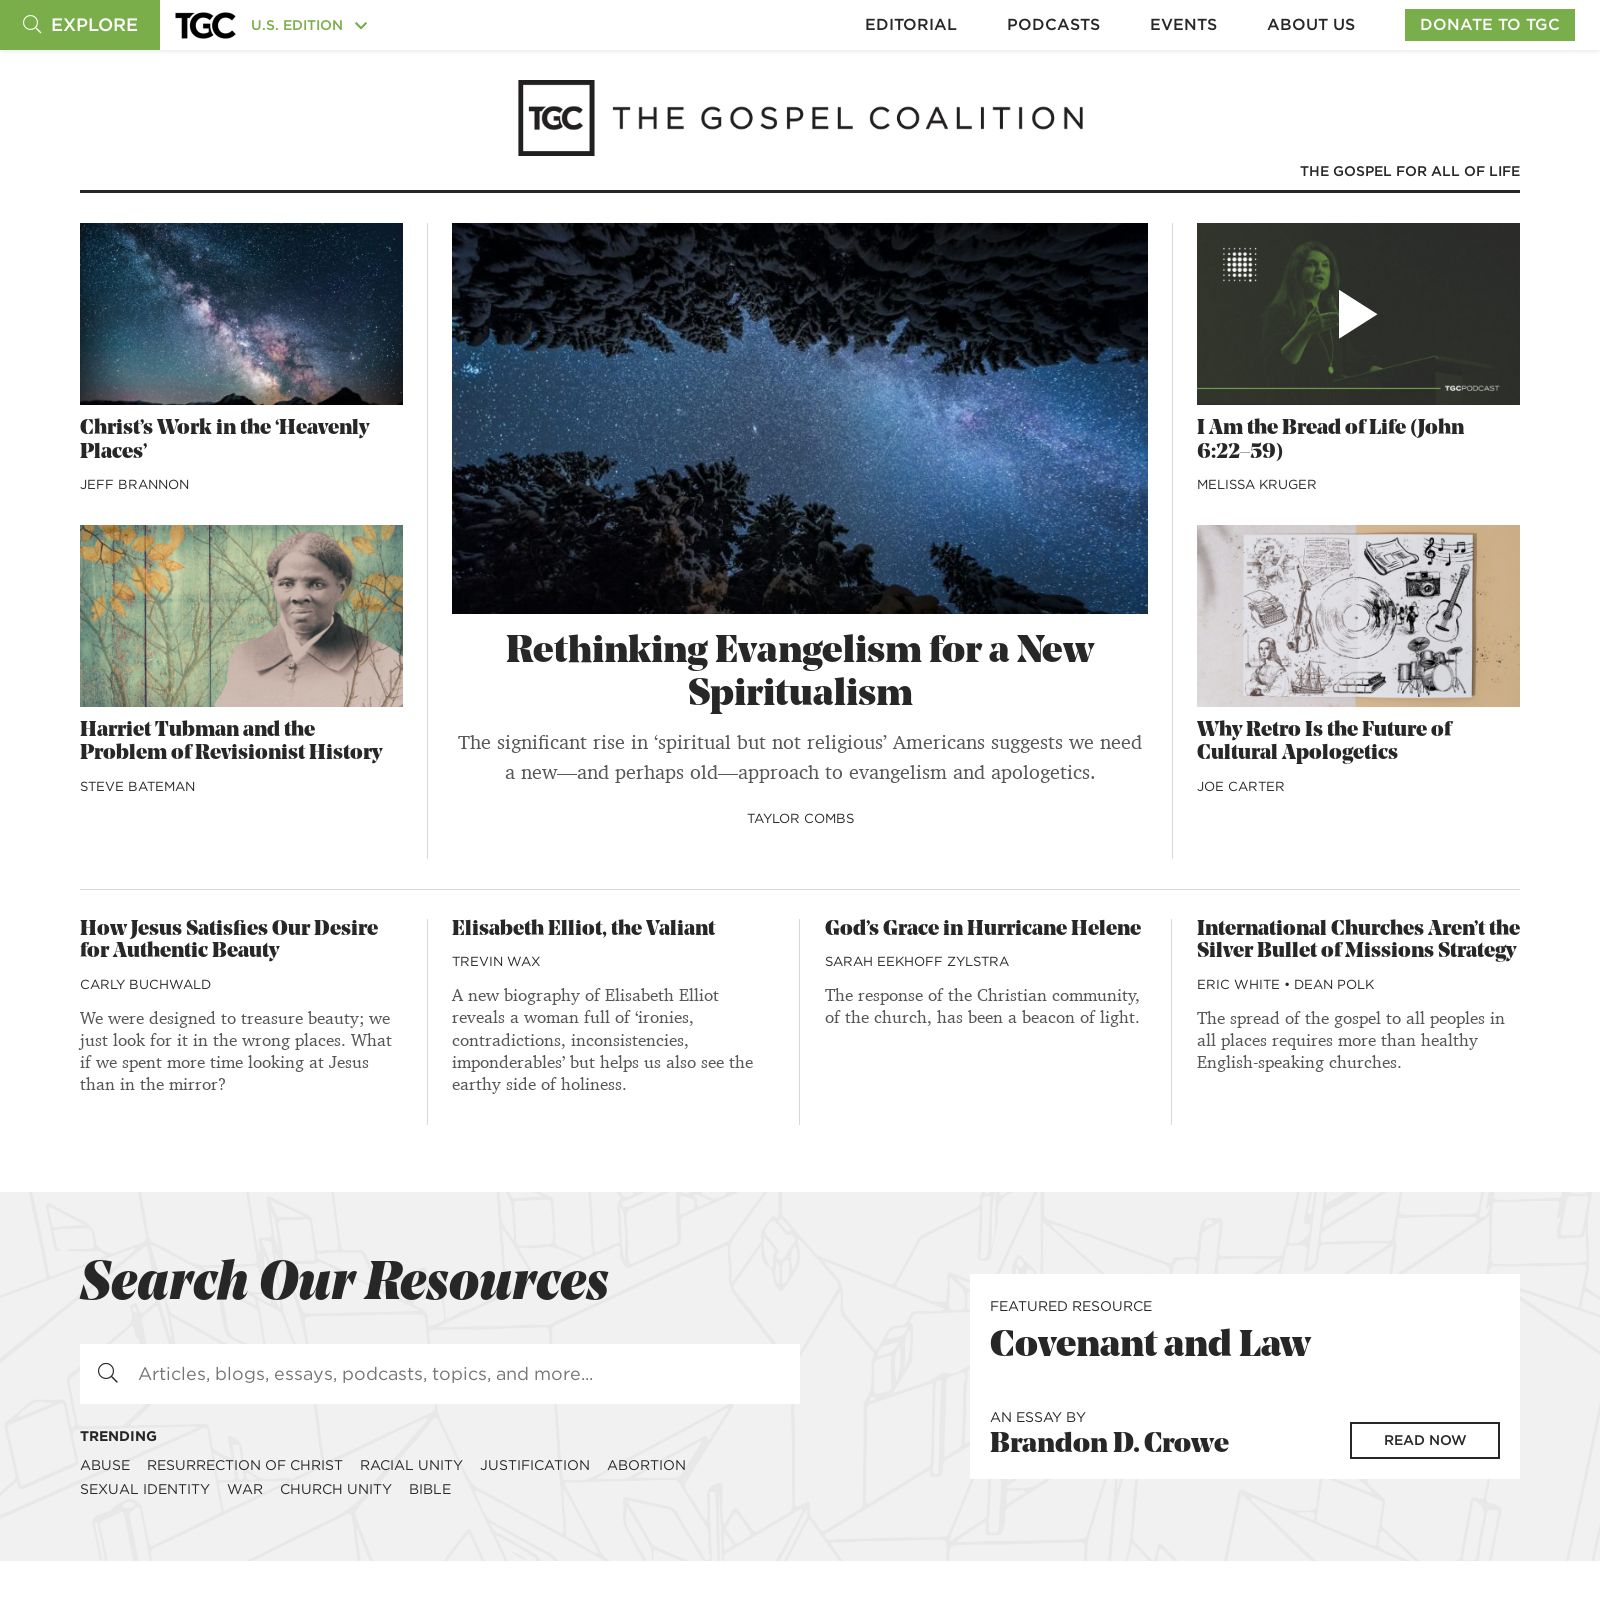 EXPLORE
TGC
U.S. EDITION
EDITORIAL
PODCASTS
EVENTS
ABOUT US
DONATE TO TGC
TGC THE GOSPEL COALITION
THE GOSPEL FOR ALL OF LIFE
Christ’s Work in the ‘Heavenly
Places’
JEFF BRANNON
Harriet Tubman and the
Problem of Revisionist History
STEVE BATEMAN
Rethinking Evangelism for a New
Spiritualism
The significant rise in ‘spiritual but not religious’ Americans suggests we need
a new—and perhaps old—approach to evangelism and apologetics.
TAYLOR COMBS
TGCPODCAST
I Am the Bread of Life (John
6:22–59)
MELISSA KRUGER
Why Retro Is the Future of
Cultural Apologetics
JOE CARTER
How Jesus Satisfies Our Desire
for Authentic Beauty
CARLY BUCHWALD
We were designed to treasure beauty; we
just look for it in the wrong places. What
if we spent more time looking at Jesus
than in the mirror?
Elisabeth Elliot, the Valiant
TREVIN WAX
A new biography of Elisabeth Elliot
reveals a woman full of ‘ironies,
contradictions, inconsistencies,
imponderables’ but helps us also see the
earthy side of holiness.
God’s Grace in Hurricane Helene
SARAH EEKHOFF ZYLSTRA
The response of the Christian community,
of the church, has been a beacon of light.
International Churches Aren’t the
Silver Bullet of Missions Strategy
ERIC WHITE • DEAN POLK
The spread of the gospel to all peoples in
all places requires more than healthy
English-speaking churches.
Search Our Resources
Articles, blogs, essays, podcasts, topics, and more...
TRENDING
ABUSE RESURRECTION OF CHRIST RACIAL UNITY JUSTIFICATION ABORTION
SEXUAL IDENTITY WAR CHURCH UNITY BIBLE
FEATURED RESOURCE
Covenant and Law
AN ESSAY BY
Brandon D. Crowe
READ NOW